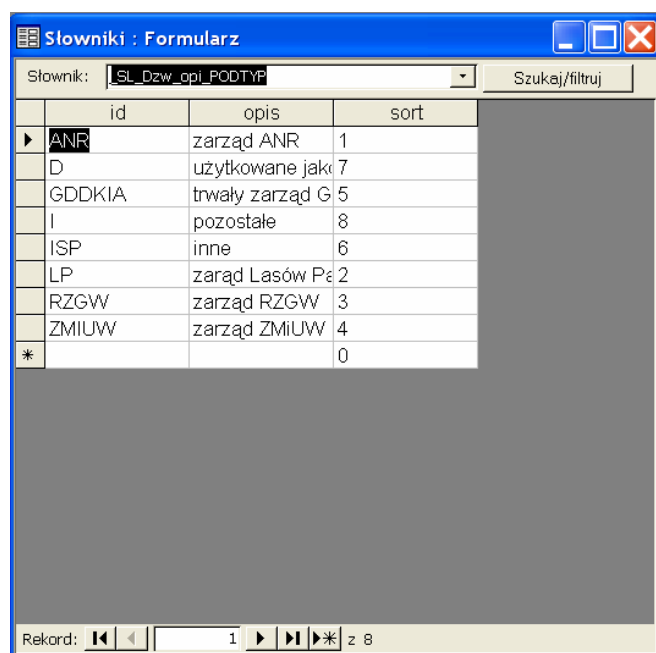 Słowniki : Formularz
Słownik: _SL_Dzw_opi_PODTYP Szukaj/filtruj
id opis sort
ANR zarząd ANR 1
D użytkowane jako 7
GDDKIA trwały zarząd G 5
I pozostałe 8
ISP inne 6
LP zarąd Lasów Pa 2
RZGW zarząd RZGW 3
ZMIUW zarząd ZMiUW 4
0
Rekord: 1 z 8